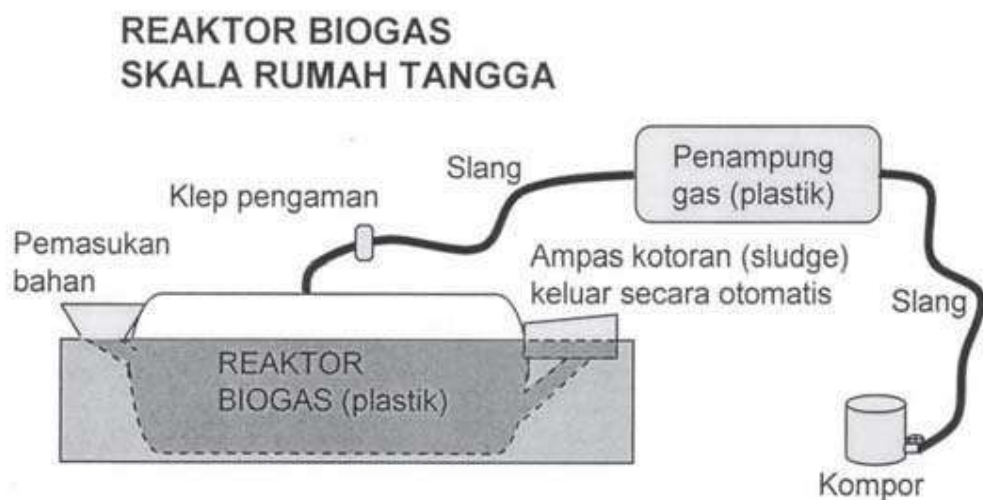 REAKTOR BIOGAS
SKALA RUMAH TANGGA
Penampung
gas (plastik)
Slang
Klep pengaman
Pemasukan
bahan
Ampas kotoran (sludge)
keluar secara otomatis
Slang
REAKTOR
BIOGAS (plastik)
Kompor